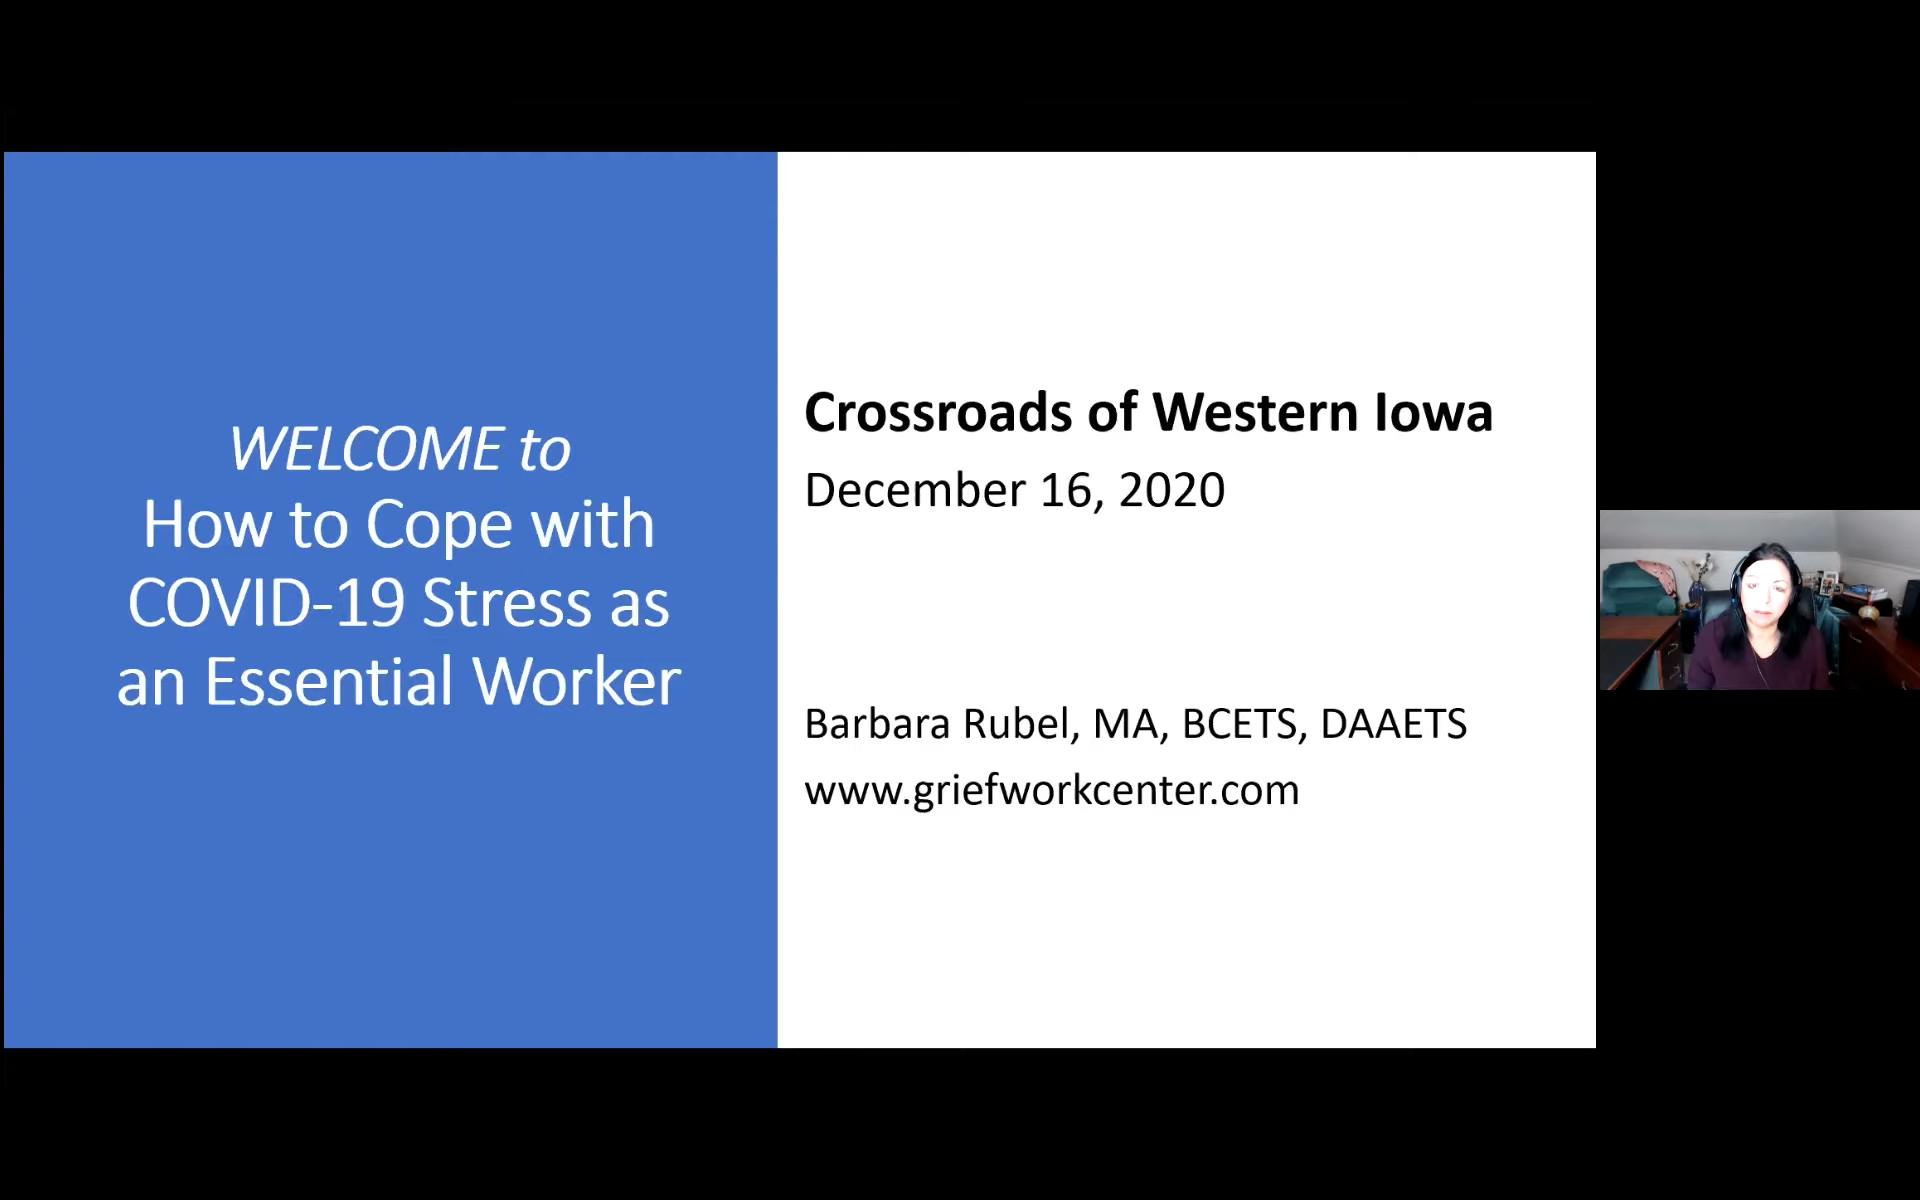 WELCOME to
How to Cope with
COVID-19 Stress as
an Essential Worker
Crossroads of Western Iowa
December 16, 2020
Barbara Rubel, MA, BCETS, DAAETS
www.griefworkcenter.com